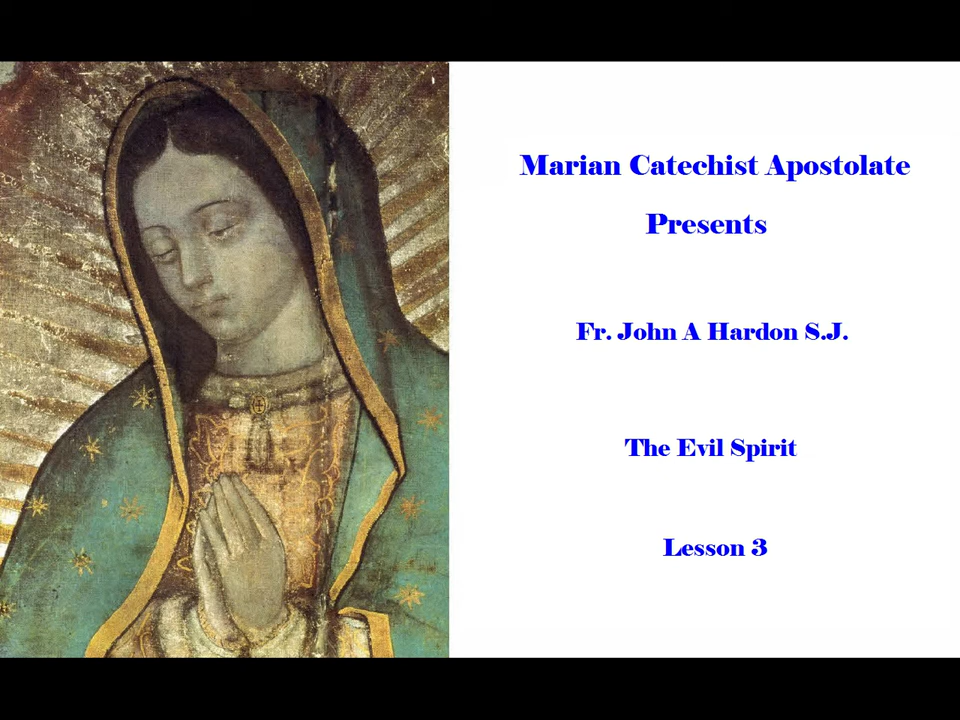 Marian Catechist Apostolate
Presents
Fr. John A Hardon S.J.
The Evil Spirit
Lesson 3